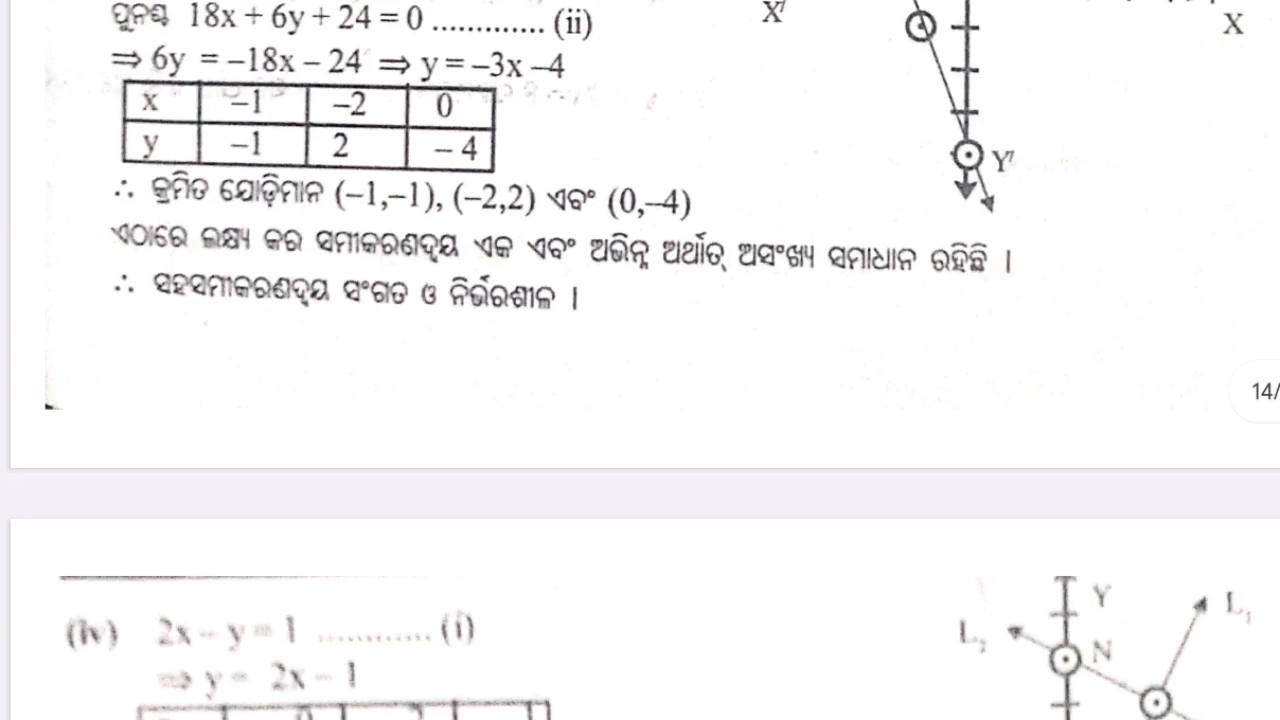 ପୁନଶ୍ଚ 18x + 6y + 24 = 0 ............. (ii)
X'
X
⇒ 6y = –18x – 24 ⇒ y = –3x –4
x –1 –2 0
y –1 2 – 4
Y'
∴ କ୍ରମିତ ଯୋଡ଼ିମାନ (–1,–1), (–2,2) ଏବଂ (0,–4)
ଏଠାରେ ଲକ୍ଷ୍ୟ କର ସମୀକରଣଦ୍ୱୟ ଏକ ଏବଂ ଅଭିନ୍ନ ଅର୍ଥାତ୍ ଅସଂଖ୍ୟ ସମାଧାନ ରହିଛି ।
∴ ସହସମୀକରଣଦ୍ୱୟ ସଂଗତ ଓ ନିର୍ଭରଶୀଳ ।
14/
(iv) 2x – y = 1 ............ (i)
Y
L₁
L₂
N
⇒ y = 2x – 1